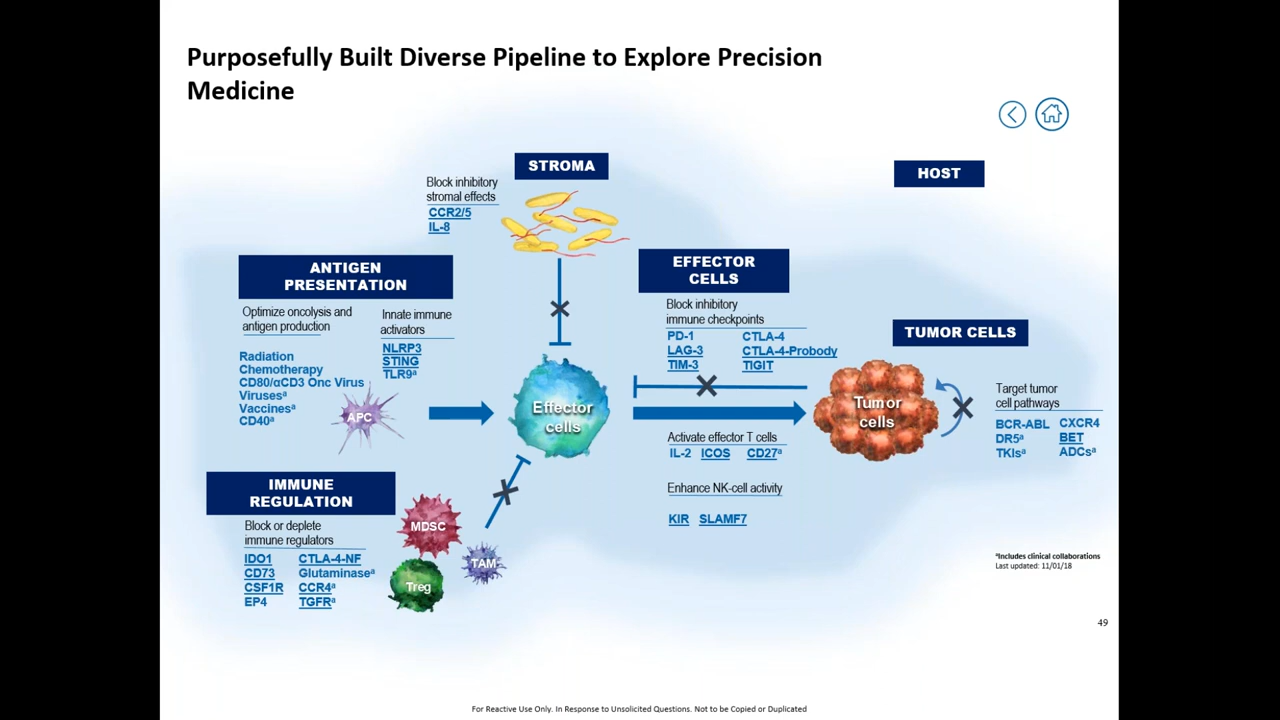 Purposefully Built Diverse Pipeline to Explore Precision
Medicine
STROMA
Block inhibitory
stromal effects
CCR2/5
IL-8
HOST
ANTIGEN
PRESENTATION
Optimize oncolysis and
antigen production
Radiation
Chemotherapy
CD80/αCD3 Onc Virus
Virusesª
Vaccinesª
CD40ª
Innate immune
activators
NLRP3
STING
TLR9ª
APC
Effector
cells
EFFECTOR
CELLS
Block inhibitory
immune checkpoints
PD-1 CTLA-4
LAG-3 CTLA-4-Probody
TIM-3 TIGIT
Activate effector T cells
IL-2 ICOS CD27ª
Enhance NK-cell activity
KIR SLAMF7
TUMOR CELLS
Tumor
cells
Target tumor
cell pathways
BCR-ABL CXCR4
DR5ª BET
TKIsª ADCsª
IMMUNE
REGULATION
Block or deplete
immune regulators
IDO1 CTLA-4-NF
CD73 Glutaminaseª
CSF1R CCR4ª
EP4 TGFRª
MDSC
TAM
Treg
ªIncludes clinical collaborations
Last updated: 11/01/18
49
For Reactive Use Only. In Response to Unsolicited Questions. Not to be Copied or Duplicated